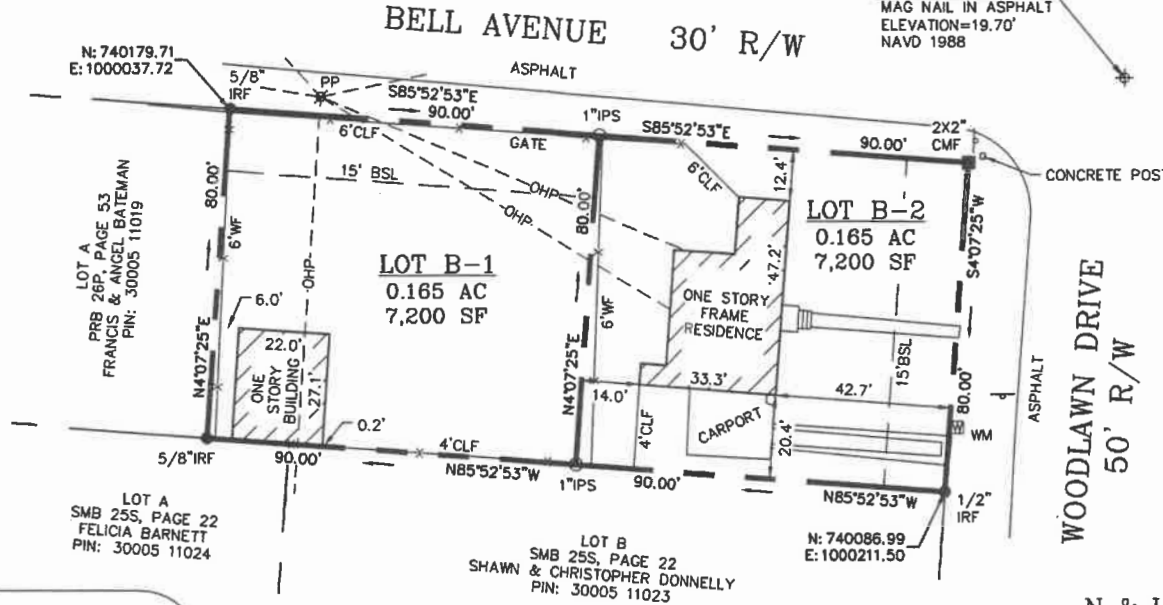 BELL AVENUE 30' R/W
MAG NAIL IN ASPHALT
ELEVATION=19.70'
NAVD 1988
N: 740179.71
E: 1000037.72
5/8"
IRF
PP
ASPHALT
S85°52'53"E
90.00'
6'CLF
GATE
1"IPS
S85°52'53"E
90.00'
2X2"
CMF
CONCRETE POST
15' BSL
OHP
OHP
OHP
6'CLF
12.4'
80.00'
6'WF
N4°07'25"E
LOT A
PRB 26P, PAGE 53
FRANCIS & ANGEL BATEMAN
PIN: 30005 11019
LOT B-1
0.165 AC
7,200 SF
80.00'
6'WF
N4°07'25"E
LOT B-2
0.165 AC
7,200 SF
47.2'
S4°07'25"W
80.00'
ONE STORY
FRAME
RESIDENCE
15'BSL
6.0'
22.0'
ONE
STORY
BUILDING
27.1'
0.2'
14.0'
33.3'
42.7'
4'CLF
CARPORT
20.4'
W
WM
ASPHALT
WOODLAWN DRIVE
50' R/W
5/8"IRF
90.00'
4'CLF
N85°52'53"W
1"IPS
90.00'
N85°52'53"W
1/2"
IRF
N: 740086.99
E: 1000211.50
LOT A
SMB 25S, PAGE 22
FELICIA BARNETT
PIN: 30005 11024
LOT B
SMB 25S, PAGE 22
SHAWN & CHRISTOPHER DONNELLY
PIN: 30005 11023